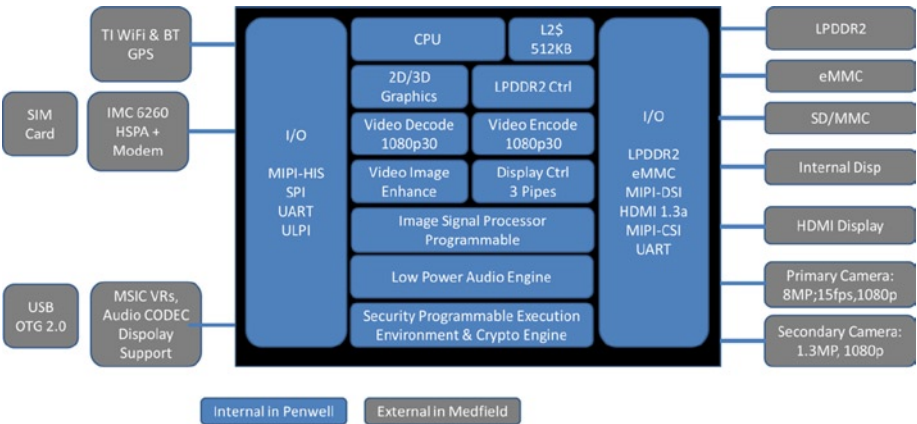 TI WiFi & BT
GPS
SIM
Card
IMC 6260
HSPA +
Modem
USB
OTG 2.0
MSIC VRs,
Audio CODEC
Dispolay
Support
I/O
MIPI-HIS
SPI
UART
ULPI
CPU
L2$
512KB
2D/3D
Graphics
LPDDR2 Ctrl
Video Decode
1080p30
Video Encode
1080p30
Video Image
Enhance
Display Ctrl
3 Pipes
Image Signal Processor
Programmable
Low Power Audio Engine
Security Programmable Execution
Environment & Crypto Engine
I/O
LPDDR2
eMMC
MIPI-DSI
HDMI 1.3a
MIPI-CSI
UART
LPDDR2
eMMC
SD/MMC
Internal Disp
HDMI Display
Primary Camera:
8MP;15fps,1080p
Secondary Camera:
1.3MP, 1080p
Internal in Penwell
External in Medfield